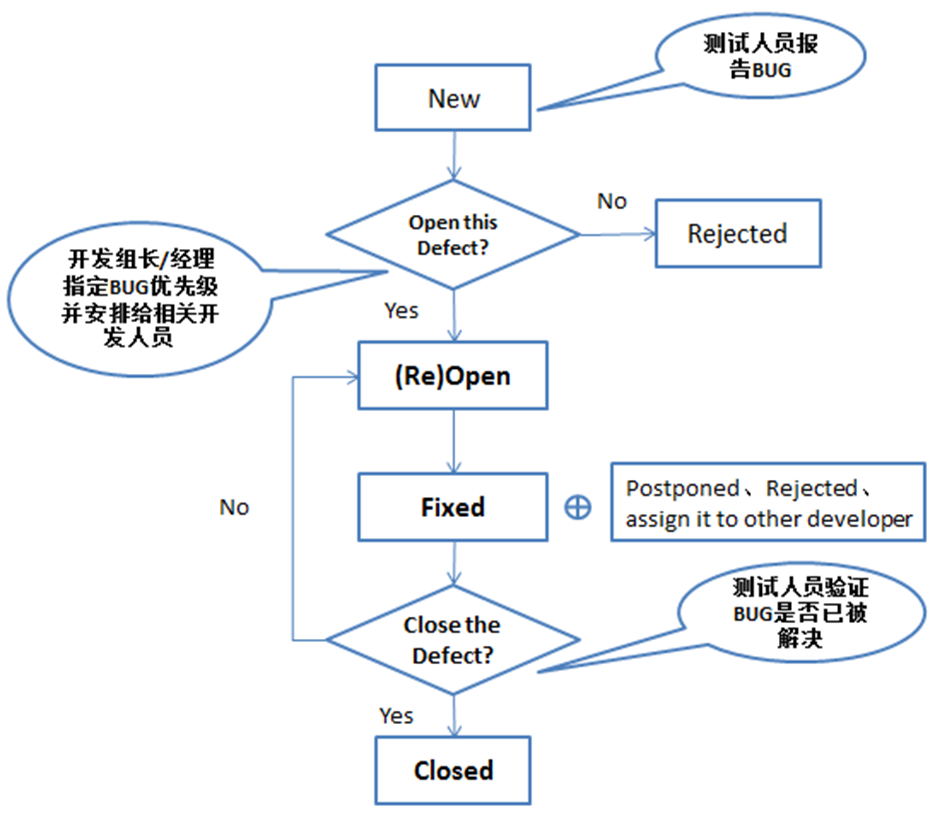 测试人员报
告BUG
New
Open this
Defect?
No
Rejected
开发组长/经理
指定BUG优先级
并安排给相关开
发人员
Yes
(Re)Open
No
Fixed
Postponed、Rejected、
assign it to other developer
测试人员验证
BUG是否已被
解决
Close the
Defect?
Yes
Closed